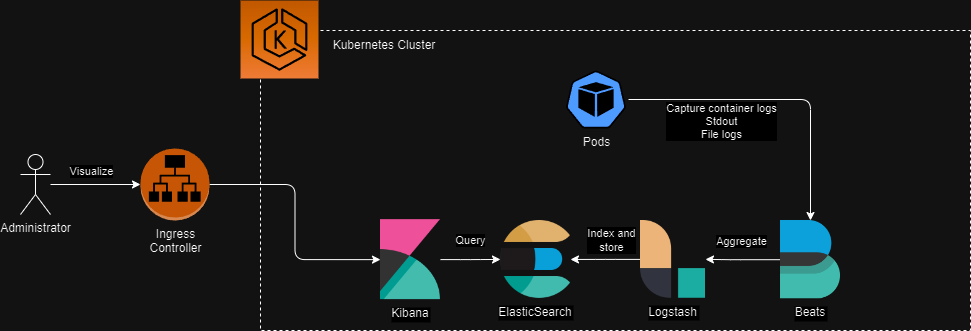 K
Kubernetes Cluster
Capture container logs
Stdout
File logs
Pods
Visualize
Administrator
Ingress
Controller
Query
Index and
store
Aggregate
Kibana
ElasticSearch
Logstash
Beats